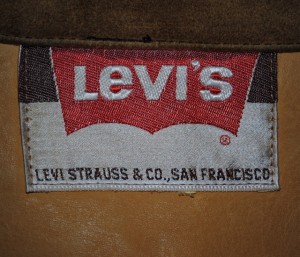 LEVI'S
®
LEVI STRAUSS & CO., SAN FRANCISCO.